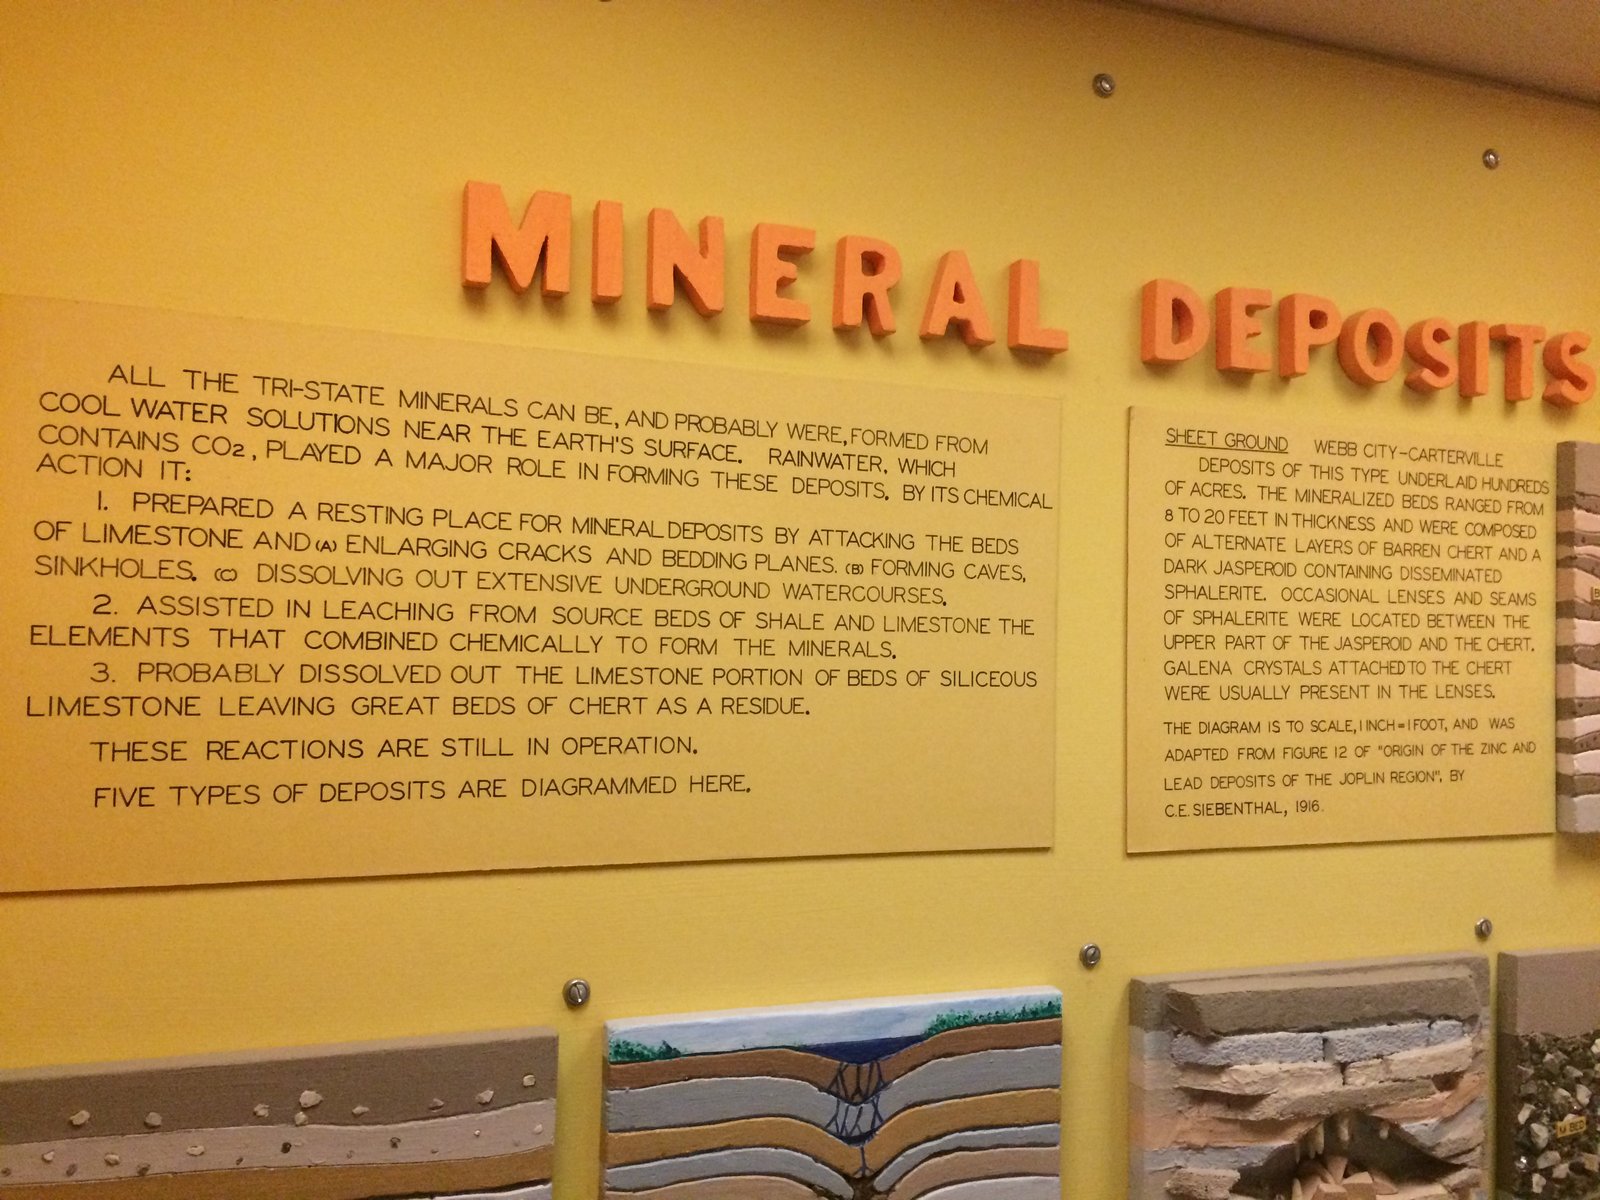 MINERAL DEPOSITS
ALL THE TRI-STATE MINERALS CAN BE, AND PROBABLY WERE, FORMED FROM
COOL WATER SOLUTIONS NEAR THE EARTH'S SURFACE. RAINWATER, WHICH
CONTAINS CO2, PLAYED A MAJOR ROLE IN FORMING THESE DEPOSITS. BY ITS CHEMICAL
ACTION IT:
1. PREPARED A RESTING PLACE FOR MINERAL DEPOSITS BY ATTACKING THE BEDS
OF LIMESTONE AND (A) ENLARGING CRACKS AND BEDDING PLANES. (B) FORMING CAVES,
SINKHOLES. (C) DISSOLVING OUT EXTENSIVE UNDERGROUND WATERCOURSES.
2. ASSISTED IN LEACHING FROM SOURCE BEDS OF SHALE AND LIMESTONE THE
ELEMENTS THAT COMBINED CHEMICALLY TO FORM THE MINERALS.
3. PROBABLY DISSOLVED OUT THE LIMESTONE PORTION OF BEDS OF SILICEOUS
LIMESTONE LEAVING GREAT BEDS OF CHERT AS A RESIDUE.
THESE REACTIONS ARE STILL IN OPERATION.
FIVE TYPES OF DEPOSITS ARE DIAGRAMMED HERE.
SHEET GROUND WEBB CITY-CARTERVILLE
DEPOSITS OF THIS TYPE UNDERLAID HUNDREDS
OF ACRES. THE MINERALIZED BEDS RANGED FROM
8 TO 20 FEET IN THICKNESS AND WERE COMPOSED
OF ALTERNATE LAYERS OF BARREN CHERT AND A
DARK JASPEROID CONTAINING DISSEMINATED
SPHALERITE. OCCASIONAL LENSES AND SEAMS
OF SPHALERITE WERE LOCATED BETWEEN THE
UPPER PART OF THE JASPEROID AND THE CHERT.
GALENA CRYSTALS ATTACHED TO THE CHERT
WERE USUALLY PRESENT IN THE LENSES.
THE DIAGRAM IS TO SCALE, 1 INCH = 1 FOOT, AND WAS
ADAPTED FROM FIGURE 12 OF "ORIGIN OF THE ZINC AND
LEAD DEPOSITS OF THE JOPLIN REGION". BY
C.E. SIEBENTHAL, 1916.